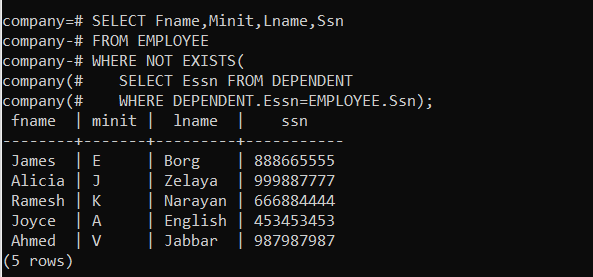 company=# SELECT Fname,Minit,Lname,Ssn
company-# FROM EMPLOYEE
company-# WHERE NOT EXISTS(
company(#    SELECT Essn FROM DEPENDENT
company(#    WHERE DEPENDENT.Essn=EMPLOYEE.Ssn);
 fname  | minit |  lname  |    ssn
--------+-------+---------+-----------
 James  | E     | Borg    | 888665555
 Alicia | J     | Zelaya  | 999887777
 Ramesh | K     | Narayan | 666884444
 Joyce  | A     | English | 453453453
 Ahmed  | V     | Jabbar  | 987987987
(5 rows)